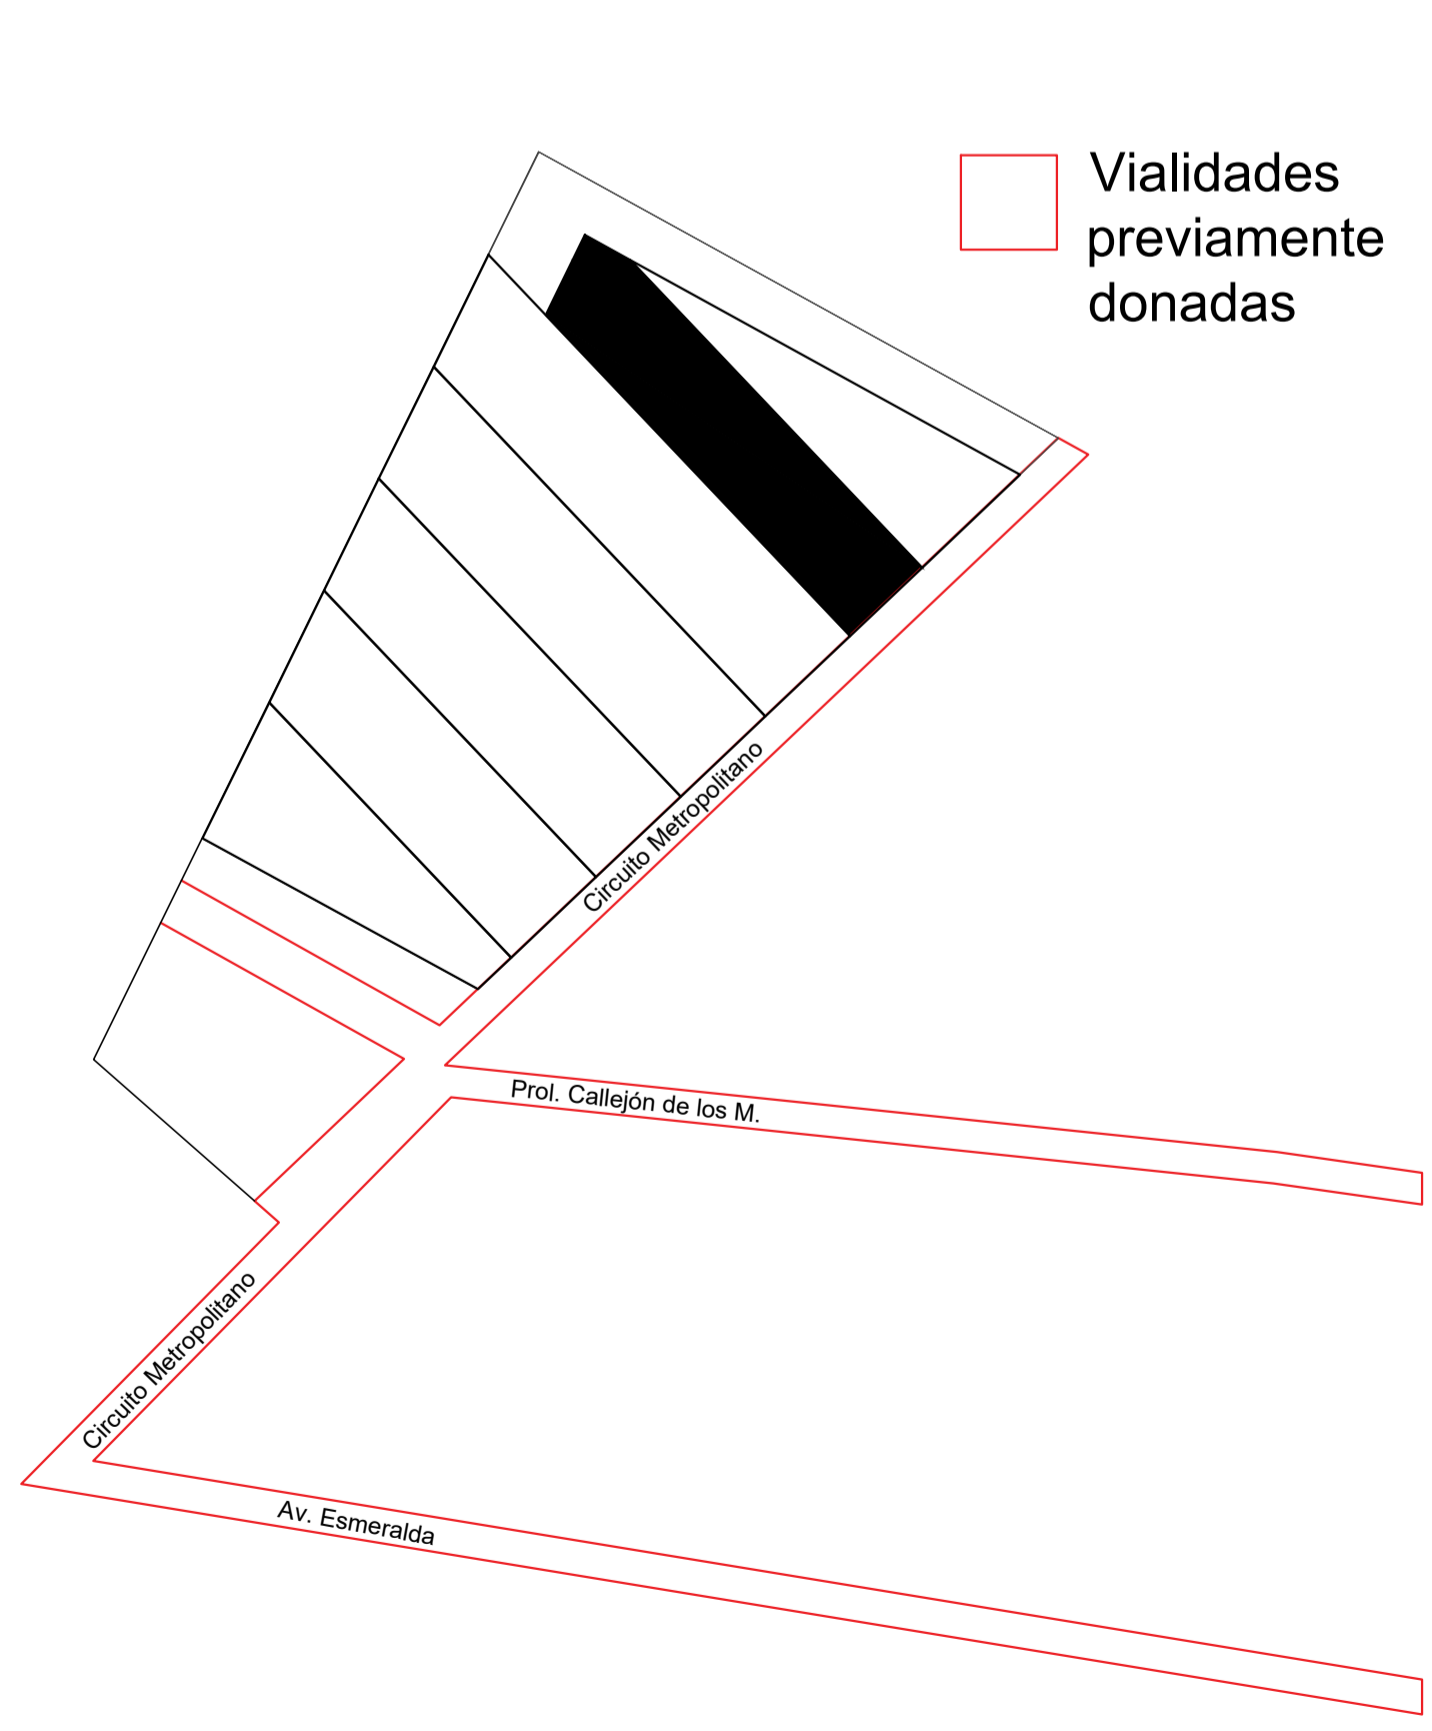 Vialidades
previamente
donadas
Circuito Metropolitano
Prol. Callejón de los M.
Circuito Metropolitano
Av. Esmeralda